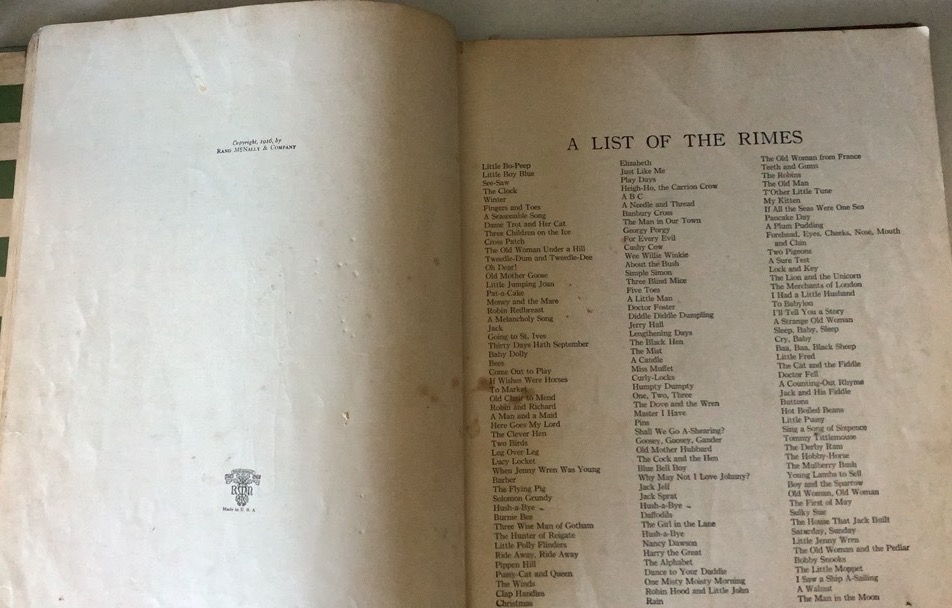 Copyright, 1916, by
RAND MCNALLY & COMPANY
Made in U. S. A
A LIST OF THE RIMES
Little Bo-Peep
Little Boy Blue
See-Saw
The Clock
Winter
Fingers and Toes
A Seasonable Song
Dame Trot and Her Cat
Three Children on the Ice
Cross Patch
The Old Woman Under a Hill
Tweedle-Dum and Tweedle-Dee
Oh Dear!
Old Mother Goose
Little Jumping Joan
Pat-a-Cake
Money and the Mare
Robin Redbreast
A Melancholy Song
Jack
Going to St. Ives
Thirty Days Hath September
Baby Dolly
Bees
Come Out to Play
If Wishes Were Horses
To Market
Old Chair to Mend
Robin and Richard
A Man and a Maid
Here Goes My Lord
The Clever Hen
Two Birds
Leg Over Leg
Lucy Locket
When Jenny Wren Was Young
Barber
The Flying Pig
Solomon Grundy
Hush-a-Bye
Burnie Bee
Three Wise Man of Gotham
The Hunter of Reigate
Little Polly Flinders
Ride Away, Ride Away
Pippen Hill
Pussy-Cat and Queen
The Winds
Clap Handies
Christmas
Elizabeth
Just Like Me
Play Days
Heigh-Ho, the Carrion Crow
A B C
A Needle and Thread
Banbury Cross
The Man in Our Town
Georgy Porgy
For Every Evil
Cushy Cow
Wee Willie Winkie
About the Bush
Simple Simon
Three Blind Mice
Five Toes
A Little Man
Doctor Foster
Diddle Diddle Dumpling
Jerry Hall
Lengthening Days
The Black Hen
The Mist
A Candle
Miss Muffet
Curly-Locks
Humpty Dumpty
One, Two, Three
The Dove and the Wren
Master I Have
Pins
Shall We Go A-Shearing?
Goosey, Goosey, Gander
Old Mother Hubbard
The Cock and the Hen
Blue Bell Boy
Why May Not I Love Johnny?
Jack Jelf
Jack Sprat
Hush-a-Bye
Daffodils
The Girl in the Lane
Hush-a-Bye
Nancy Dawson
Harry the Great
The Alphabet
Dance to Your Daddie
One Misty Moisty Morning
Robin Hood and Little John
Rain
The Old Woman from France
Teeth and Gums
The Robins
The Old Man
T'Other Little Tune
My Kitten
If All the Seas Were One Sea
Pancake Day
A Plum Pudding
Forehead, Eyes, Cheeks, Nose, Mouth
and Chin
Two Pigeons
A Sure Test
Lock and Key
The Lion and the Unicorn
The Merchants of London
I Had a Little Husband
To Babylon
I'll Tell You a Story
A Strange Old Woman
Sleep, Baby, Sleep
Cry, Baby
Baa, Baa, Black Sheep
Little Fred
The Cat and the Fiddle
Doctor Fell
A Counting-Out Rhyme
Jack and His Fiddle
Buttons
Hot Boiled Beans
Little Pussy
Sing a Song of Sixpence
Tommy Tittlemouse
The Derby Ram
The Hobby-Horse
The Mulberry Bush
Young Lambs to Sell
Boy and the Sparrow
Old Woman, Old Woman
The First of May
Sulky Sue
The House That Jack Built
Saturday, Sunday
Little Jenny Wren
The Old Woman and the Pedlar
Bobby Snooks
The Little Moppet
I Saw a Ship A-Sailing
A Walnut
The Man in the Moon